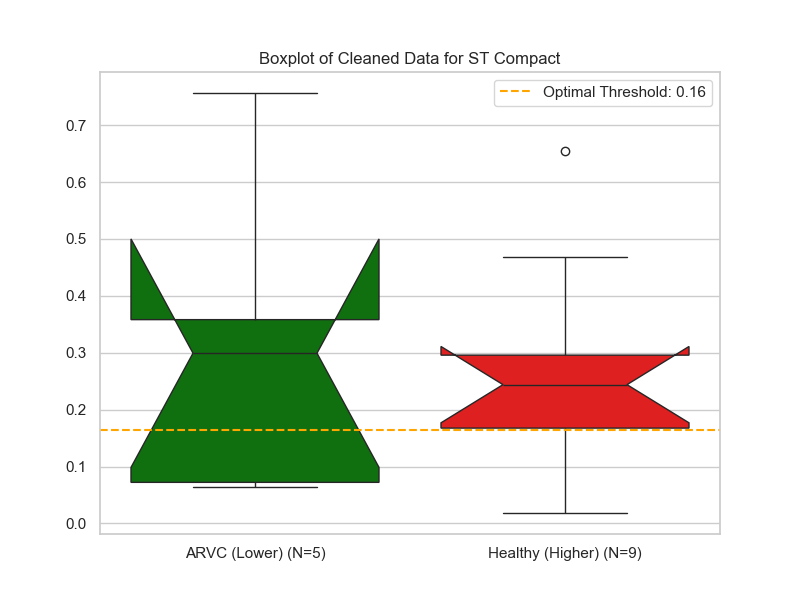 Boxplot of Cleaned Data for ST Compact
Optimal Threshold: 0.16
0.7
0.6
0.5
0.4
0.3
0.2
0.1
0.0
ARVC (Lower) (N=5)
Healthy (Higher) (N=9)